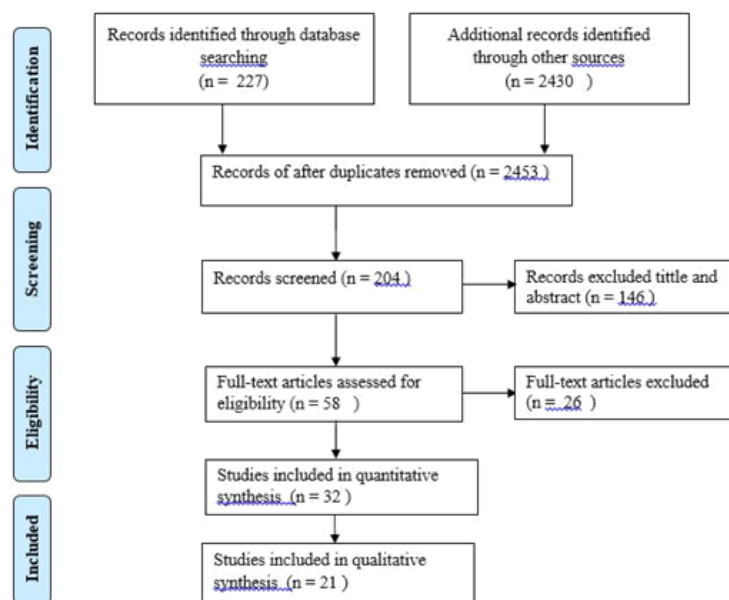 Identification
Records identified through database
searching
(n = 227)
Additional records identified
through other sources
(n = 2430 )
Records of after duplicates removed (n = 2453 )
Screening
Records screened (n = 204 )
Records excluded tittle and
abstract (n = 146 )
Eligibility
Full-text articles assessed for
eligibility (n = 58 )
Full-text articles excluded
(n = 26 )
Studies included in quantitative
synthesis (n = 32 )
Included
Studies included in qualitative
synthesis (n = 21 )